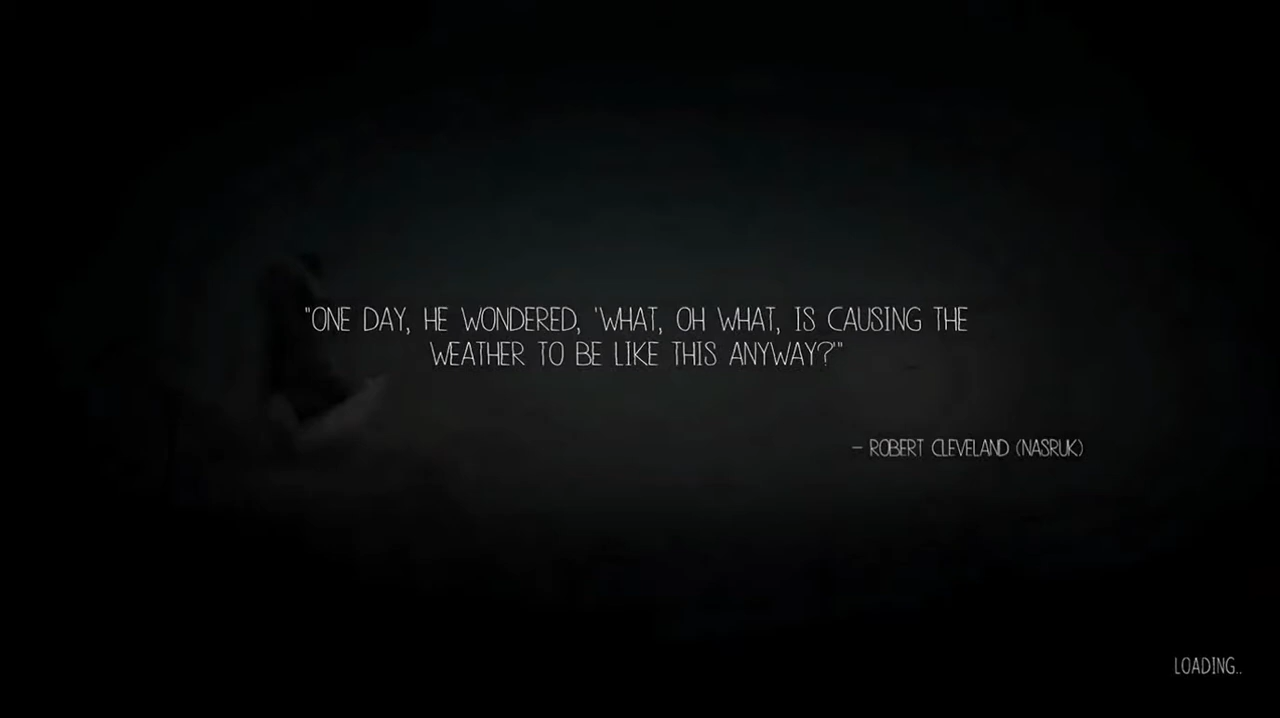 "ONE DAY, HE WONDERED, 'WHAT, OH WHAT, IS CAUSING THE
WEATHER TO BE LIKE THIS ANYWAY?'"
– ROBERT CLEVELAND (NASRUK)
LOADING..